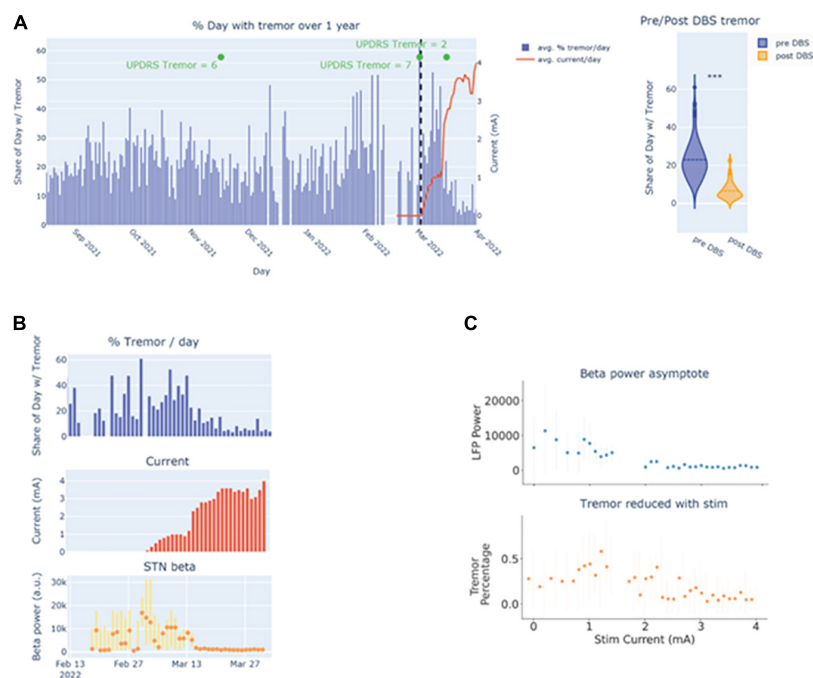 A
% Day with tremor over 1 year
Pre/Post DBS tremor
UPDRS Tremor = 2
UPDRS Tremor = 6
UPDRS Tremor = 7
avg. % tremor/day
avg. current/day
pre DBS
post DBS
***
Share of Day w/ Tremor
60
50
40
30
20
10
0
Current (mA)
4
3
2
1
0
Sep 2021
Oct 2021
Nov 2021
Dec 2021
Jan 2022
Feb 2022
Mar 2022
Apr 2022
Day
Share of Day w/ Tremor
60
40
20
0
pre DBS
post DBS
B
% Tremor / day
Share of Day w/ Tremor
60
40
20
0
Current
Current (mA)
4
3
2
1
0
STN beta
Beta power (a.u.)
30k
20k
10k
0
Feb 13
2022
Feb 27
Mar 13
Mar 27
C
Beta power asymptote
LFP Power
20000
10000
0
Tremor reduced with stim
Tremor
Percentage
0.5
0.0
0
1
2
3
4
Stim Current (mA)